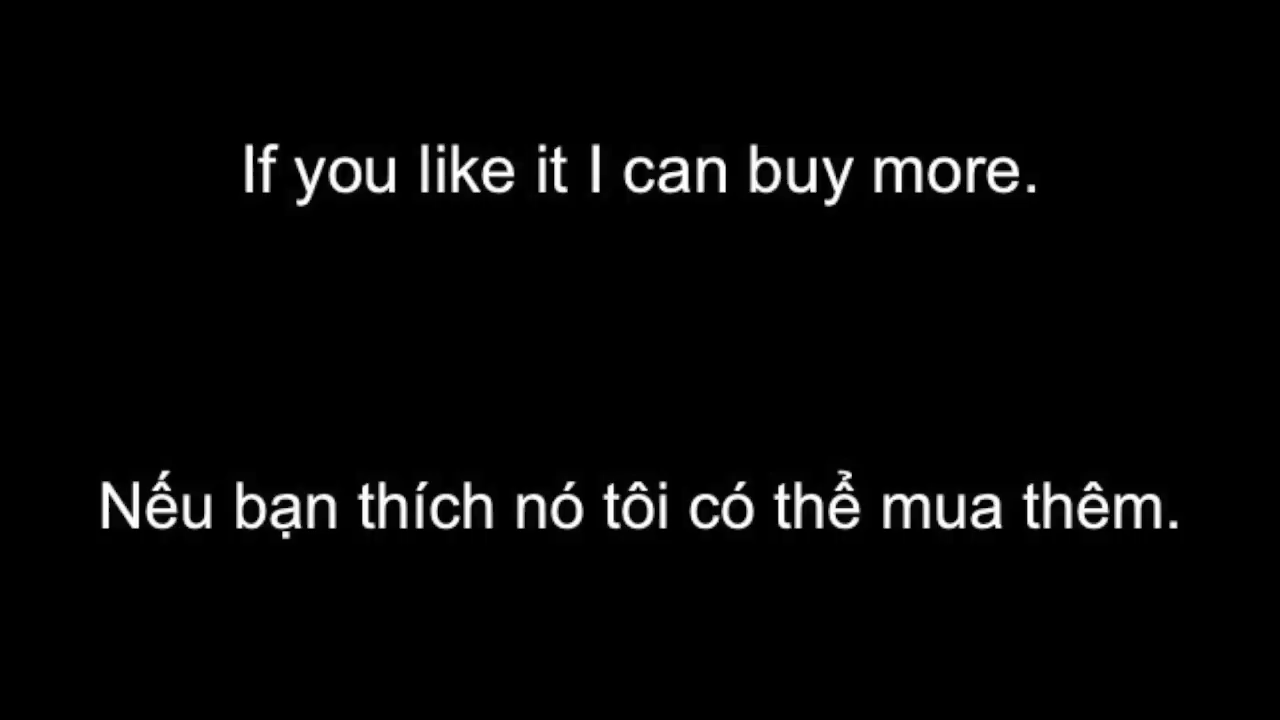 If you like it I can buy more.
Nếu bạn thích nó tôi có thể mua thêm.